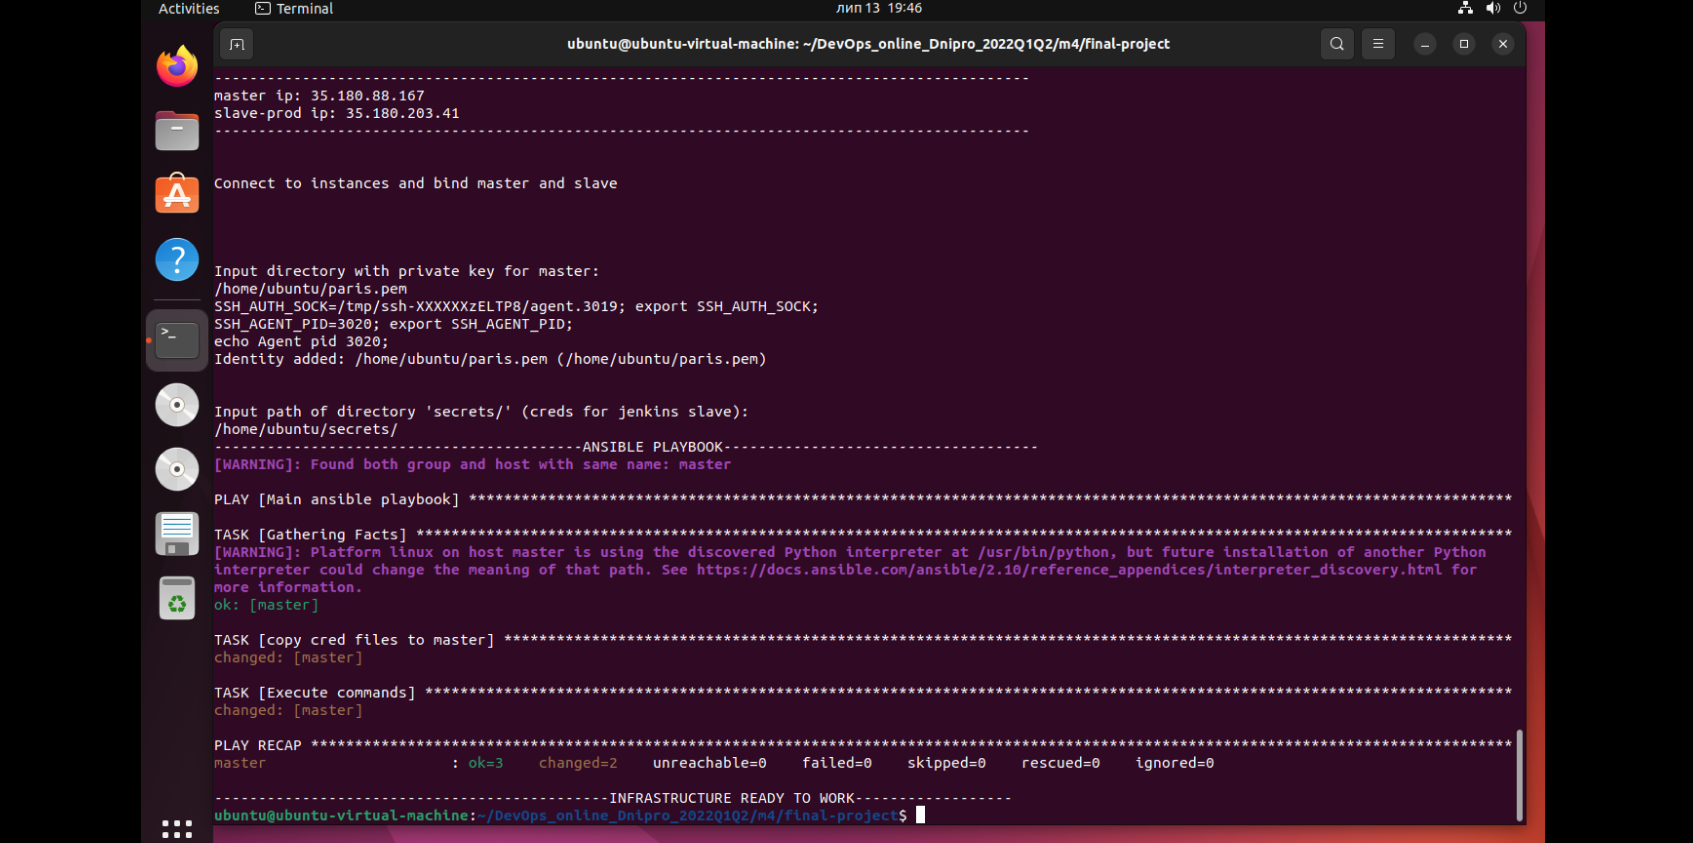 Activities
Terminal
лип 13 19:46
ubuntu@ubuntu-virtual-machine: ~/DevOps_online_Dnipro_2022Q1Q2/m4/final-project
---------------------------------------------------------------------------------------------
master ip: 35.180.88.167
slave-prod ip: 35.180.203.41
---------------------------------------------------------------------------------------------
Connect to instances and bind master and slave
Input directory with private key for master:
/home/ubuntu/paris.pem
SSH_AUTH_SOCK=/tmp/ssh-XXXXXXzELTP8/agent.3019; export SSH_AUTH_SOCK;
SSH_AGENT_PID=3020; export SSH_AGENT_PID;
echo Agent pid 3020;
Identity added: /home/ubuntu/paris.pem (/home/ubuntu/paris.pem)
Input path of directory 'secrets/' (creds for jenkins slave):
/home/ubuntu/secrets/
------------------------------------------ANSIBLE PLAYBOOK------------------------------------
[WARNING]: Found both group and host with same name: master
PLAY [Main ansible playbook] ***********************************************************************************************************************
TASK [Gathering Facts] *****************************************************************************************************************************
[WARNING]: Platform linux on host master is using the discovered Python interpreter at /usr/bin/python, but future installation of another Python
interpreter could change the meaning of that path. See https://docs.ansible.com/ansible/2.10/reference_appendices/interpreter_discovery.html for
more information.
ok: [master]
TASK [copy cred files to master] *******************************************************************************************************************
changed: [master]
TASK [Execute commands] ****************************************************************************************************************************
changed: [master]
PLAY RECAP *****************************************************************************************************************************************
master : ok=3 changed=2 unreachable=0 failed=0 skipped=0 rescued=0 ignored=0
---------------------------------------------INFRASTRUCTURE READY TO WORK------------------
ubuntu@ubuntu-virtual-machine:~/DevOps_online_Dnipro_2022Q1Q2/m4/final-project$